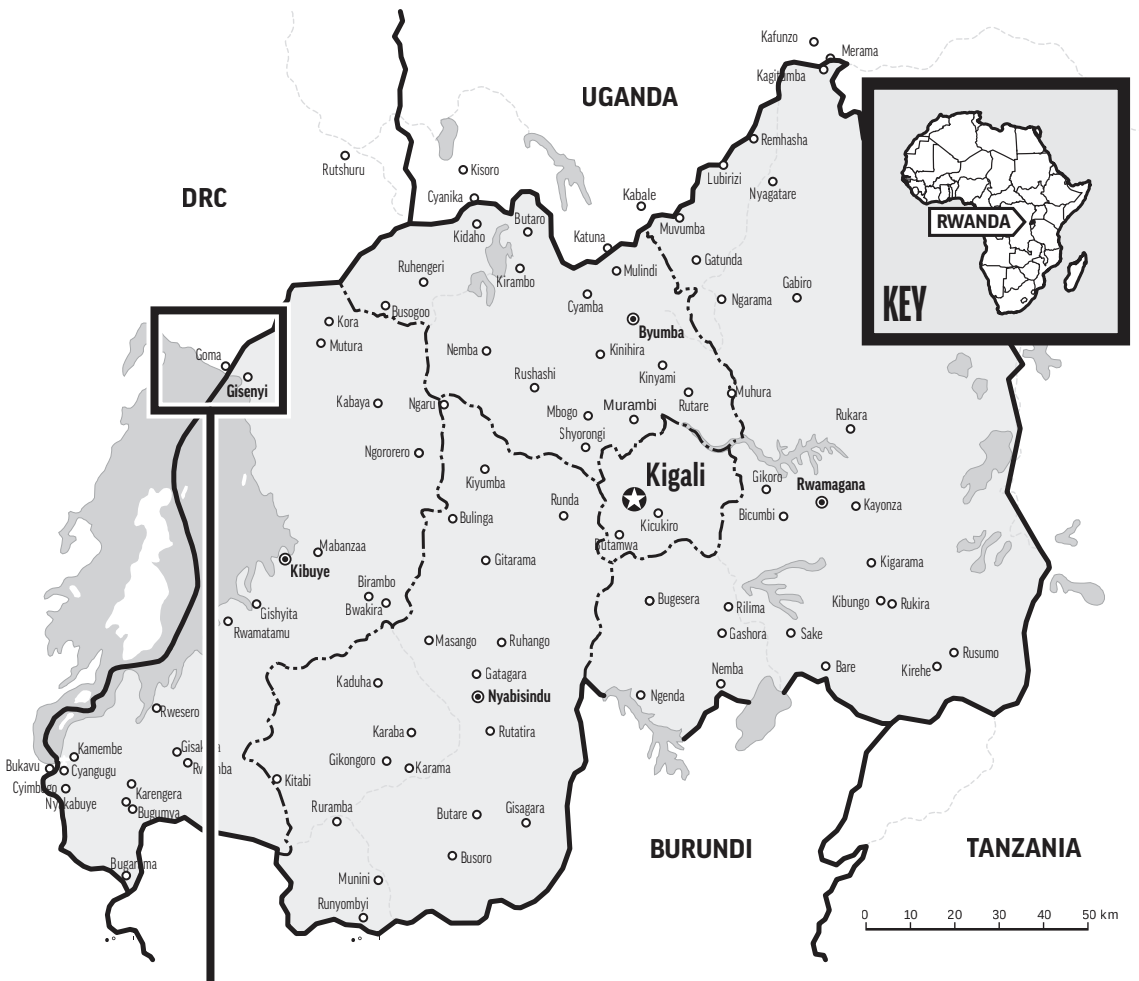 Kafunzo
Merama
Kagitumba
UGANDA
Remhasha
Rutshuru
Kisoro
Lubirizi
DRC
Cyanika
Kabale
Nyagatare
Butaro
Muvumba
RWANDA
Kidaho
Katuna
Gatunda
Ruhengeri
Kirambo
Mulindi
Gabiro
KEY
Busogoo
Cyamba
Ngarama
Kora
Byumba
Mutura
Nemba
Kinihira
Goma
Gisenyi
Rushashi
Kinyami
Muhura
Kabaya
Ngaru
Mbogo
Murambi
Rutare
Rukara
Shyorongi
Ngororero
Kiyumba
Kigali
Gikoro
Rwamagana
Runda
Kayonza
Bulinga
Kicukiro
Bicumbi
Butamwa
Mabanzaa
Kibuye
Gitarama
Kigarama
Birambo
Bwakira
Bugesera
Rilima
Kibungo
Rukira
Gishyita
Rwamatamu
Masango
Ruhango
Gashora
Sake
Rusumo
Gatagara
Nemba
Bare
Kirehe
Kaduha
Nyabisindu
Ngenda
Rwesero
Karaba
Rutatira
Kamembe
Bukavu
Cyangugu
Gikongoro
Karama
Kitabi
Cyimbogo
Karengera
Nyakabuye
Bugumya
Ruramba
Butare
Gisagara
BURUNDI
TANZANIA
Bugarama
Busoro
Munini
Runyombyi
0 10 20 30 40 50 km